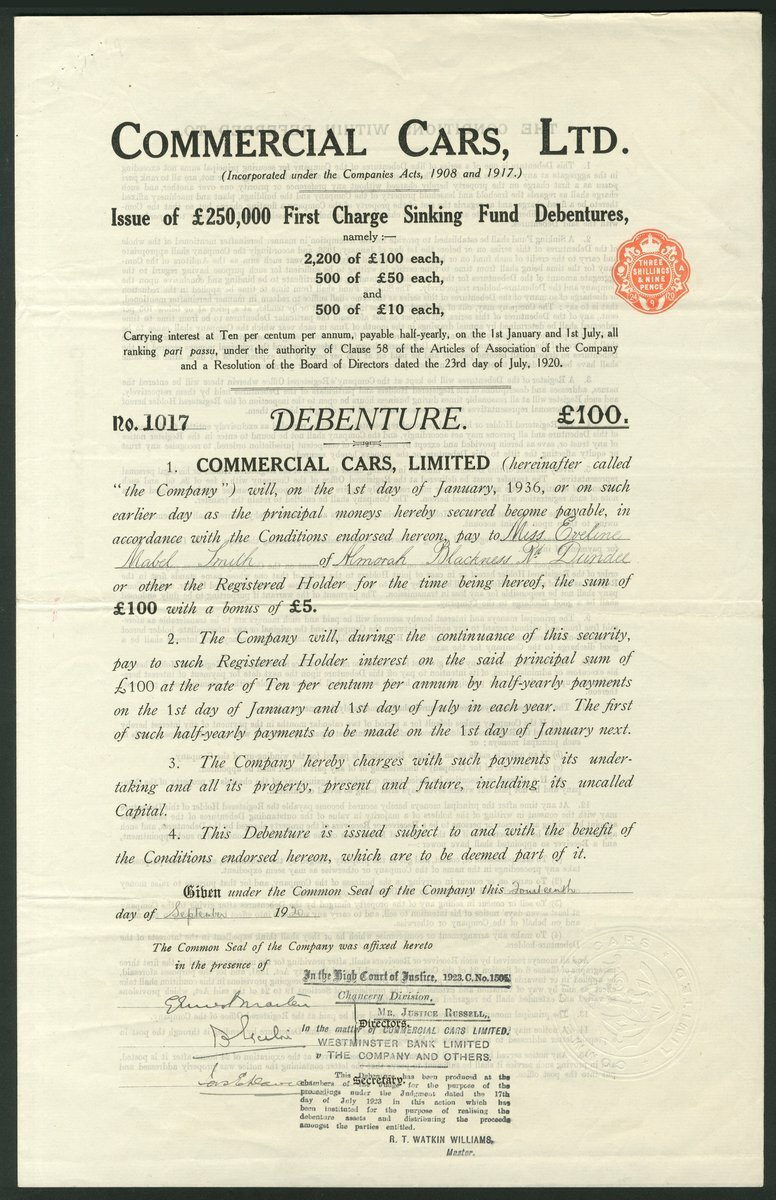 COMMERCIAL CARS, LTD.
(Incorporated under the Companies Acts, 1908 and 1917.)
Issue of £250,000 First Charge Sinking Fund Debentures,
namely :—
2,200 of £100 each,
500 of £50 each,
and
500 of £10 each,
THREE
SHILLINGS
& NINE
PENCE
Carrying interest at Ten per centum per annum, payable half-yearly, on the 1st January and 1st July, all
ranking pari passu, under the authority of Clause 58 of the Articles of Association of the Company
and a Resolution of the Board of Directors dated the 23rd day of July, 1920.
No. 1017 DEBENTURE. £100.
1. COMMERCIAL CARS, LIMITED (hereinafter called
"the Company") will, on the 1st day of January, 1936, or on such
earlier day as the principal moneys hereby secured become payable, in
accordance with the Conditions endorsed hereon, pay to Miss Eveline
Mabel Smith of Almorah Blackness Rd Dundee
or other the Registered Holder for the time being hereof, the sum of
£100 with a bonus of £5.
2. The Company will, during the continuance of this security,
pay to such Registered Holder interest on the said principal sum of
£100 at the rate of Ten per centum per annum by half-yearly payments
on the 1st day of January and 1st day of July in each year. The first
of such half-yearly payments to be made on the 1st day of January next.
3. The Company hereby charges with such payments its under-
taking and all its property, present and future, including its uncalled
Capital.
4. This Debenture is issued subject to and with the benefit of
the Conditions endorsed hereon, which are to be deemed part of it.
Given under the Common Seal of the Company this Fourteenth
day of September 1920
The Common Seal of the Company was affixed hereto
in the presence of
In the High Court of Justice, 1923. C. No. 1505.
Chancery Division,
MR. JUSTICE RUSSELL,
Directors.
In the matter of COMMERCIAL CARS LIMITED.
WESTMINSTER BANK LIMITED
v THE COMPANY AND OTHERS.
Secretary.
This Debenture has been produced at the
chambers of the Judge for the purpose of the
proceedings under the Judgment dated the 17th
day of July 1923 in this action which has
been instituted for the purpose of realising the
debenture assets and distributing the proceeds
amongst the parties entitled.
R. T. WATKIN WILLIAMS,
Master.